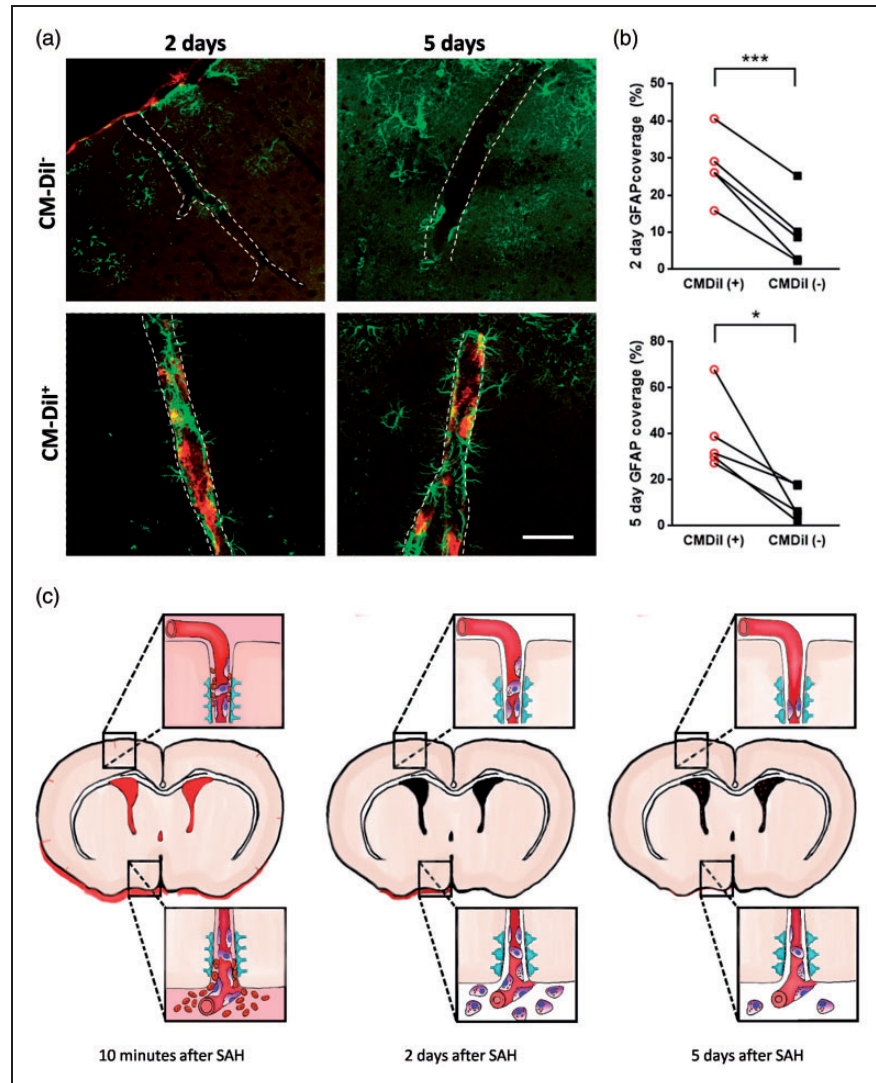 (a)
2 days
5 days
CM-DiI⁻
CM-DiI⁺
(b)
***
2 day GFAP coverage (%)
50
40
30
20
10
0
CMDiI (+) CMDiI (-)
*
5 day GFAP coverage (%)
80
60
40
20
0
CMDiI (+) CMDiI (-)
(c)
10 minutes after SAH
2 days after SAH
5 days after SAH